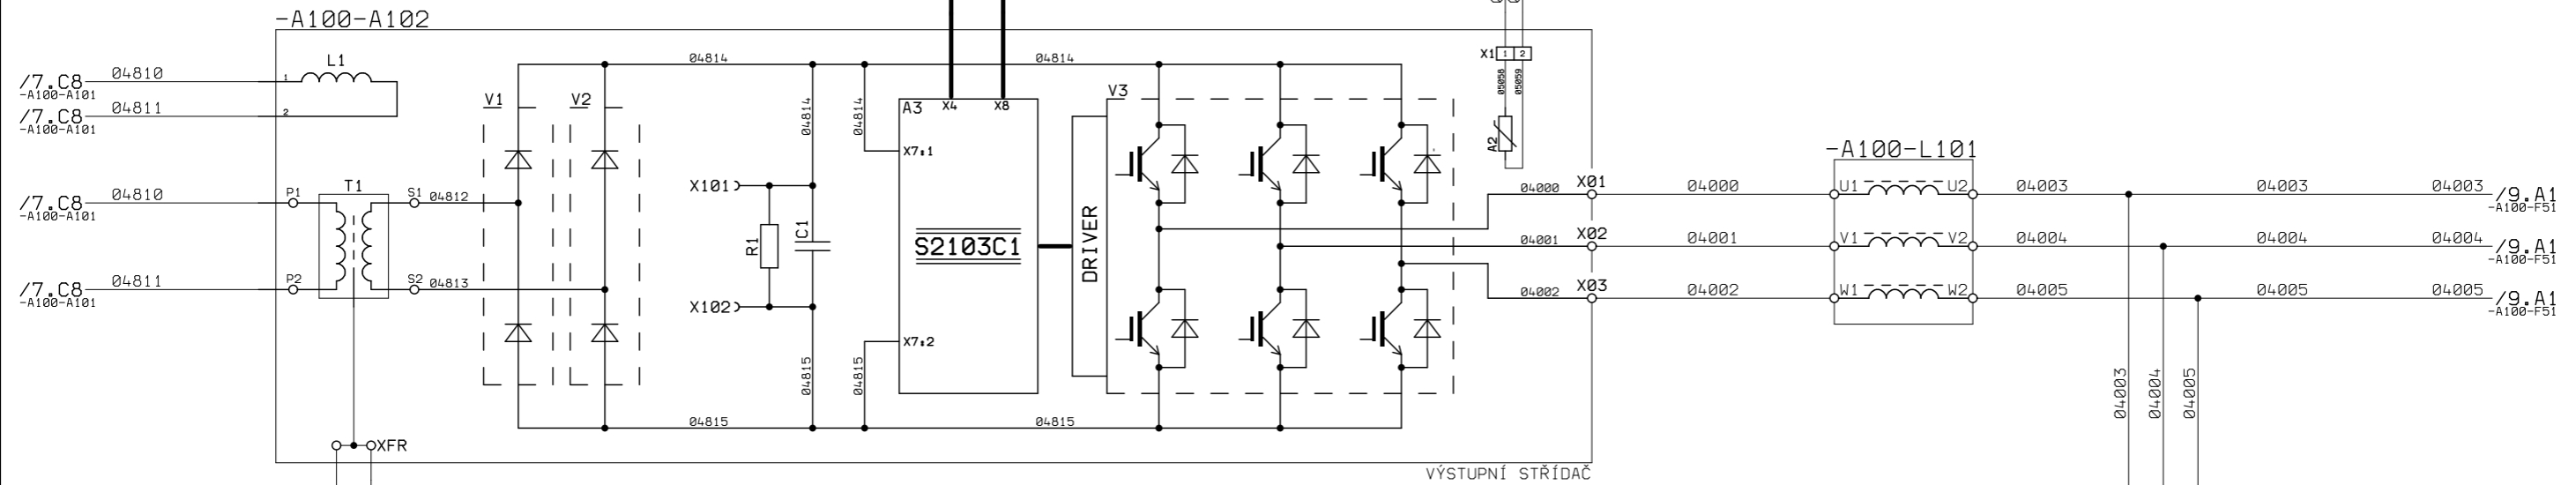 -A100-A102
/7.C8 04810
-A100-A101
/7.C8 04811
-A100-A101
L1
1
2
/7.C8 04810
-A100-A101
/7.C8 04811
-A100-A101
P1
P2
T1
S1 04812
S2 04813
XFR
V1
V2
04814
04814
04815
04815
X101
X102
R1
C1
04814
04815
04814
04815
A3
X4
X8
X7:1
X7:2
S2103C1
DRIVER
V3
X1 1 2
05058
05059
A2
04000 X01
04001 X02
04002 X03
VÝSTUPNÍ STŘÍDAČ
04000
04001
04002
-A100-L101
U1 U2
V1 V2
W1 W2
04003 04003 04003 /9.A1
-A100-F51
04004 04004 04004 /9.A1
-A100-F51
04005 04005 04005 /9.A1
-A100-F51
04003
04004
04005